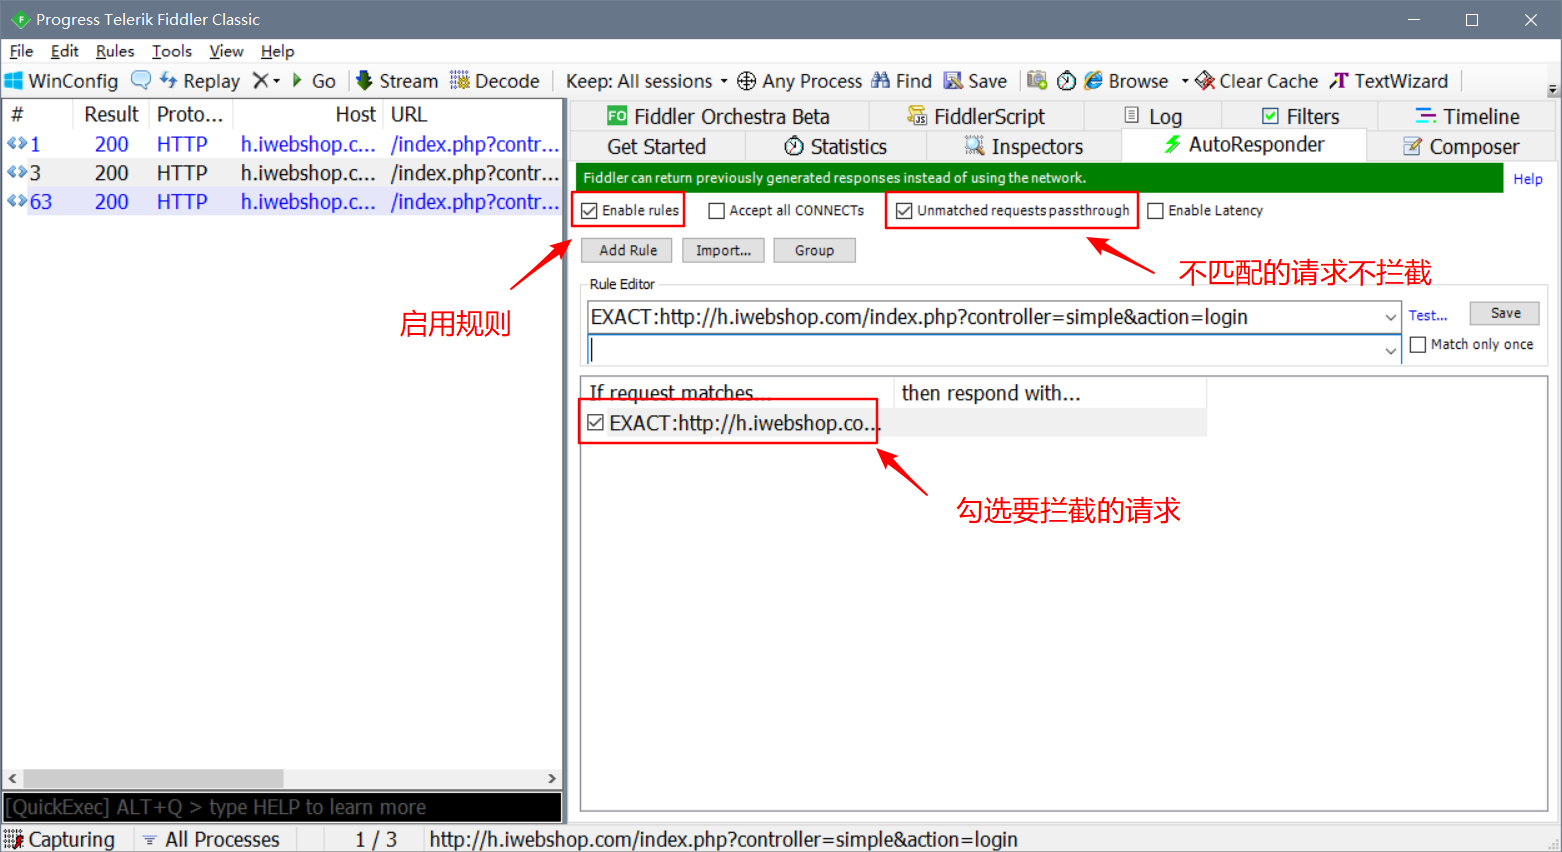 Progress Telerik Fiddler Classic
File Edit Rules Tools View Help
WinConfig Replay Go Stream Decode Keep: All sessions Any Process Find Save Browse Clear Cache TextWizard
# Result Proto... Host URL
1 200 HTTP h.iwebshop.c... /index.php?contr...
3 200 HTTP h.iwebshop.c... /index.php?contr...
63 200 HTTP h.iwebshop.c... /index.php?contr...
FO Fiddler Orchestra Beta FiddlerScript Log Filters Timeline
Get Started Statistics Inspectors AutoResponder Composer
Fiddler can return previously generated responses instead of using the network. Help
Enable rules Accept all CONNECTs Unmatched requests passthrough Enable Latency
Add Rule Import... Group
不匹配的请求不拦截
启用规则
Rule Editor
EXACT:http://h.iwebshop.com/index.php?controller=simple&action=login Test... Save
Match only once
If request matches... then respond with...
EXACT:http://h.iwebshop.co...
勾选要拦截的请求
[QuickExec] ALT+Q > type HELP to learn more
Capturing All Processes 1 / 3 http://h.iwebshop.com/index.php?controller=simple&action=login